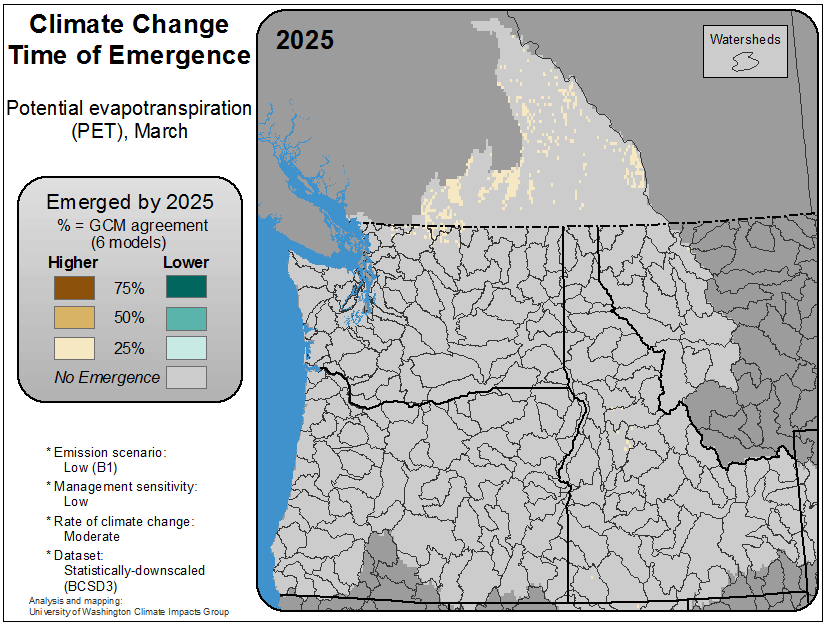 Climate Change
Time of Emergence
Potential evapotranspiration
(PET), March
Emerged by 2025
% = GCM agreement
(6 models)
Higher Lower
75%
50%
25%
No Emergence
* Emission scenario:
Low (B1)
* Management sensitivity:
Low
* Rate of climate change:
Moderate
* Dataset:
Statistically-downscaled
(BCSD3)
Analysis and mapping:
University of Washington Climate Impacts Group
2025
Watersheds